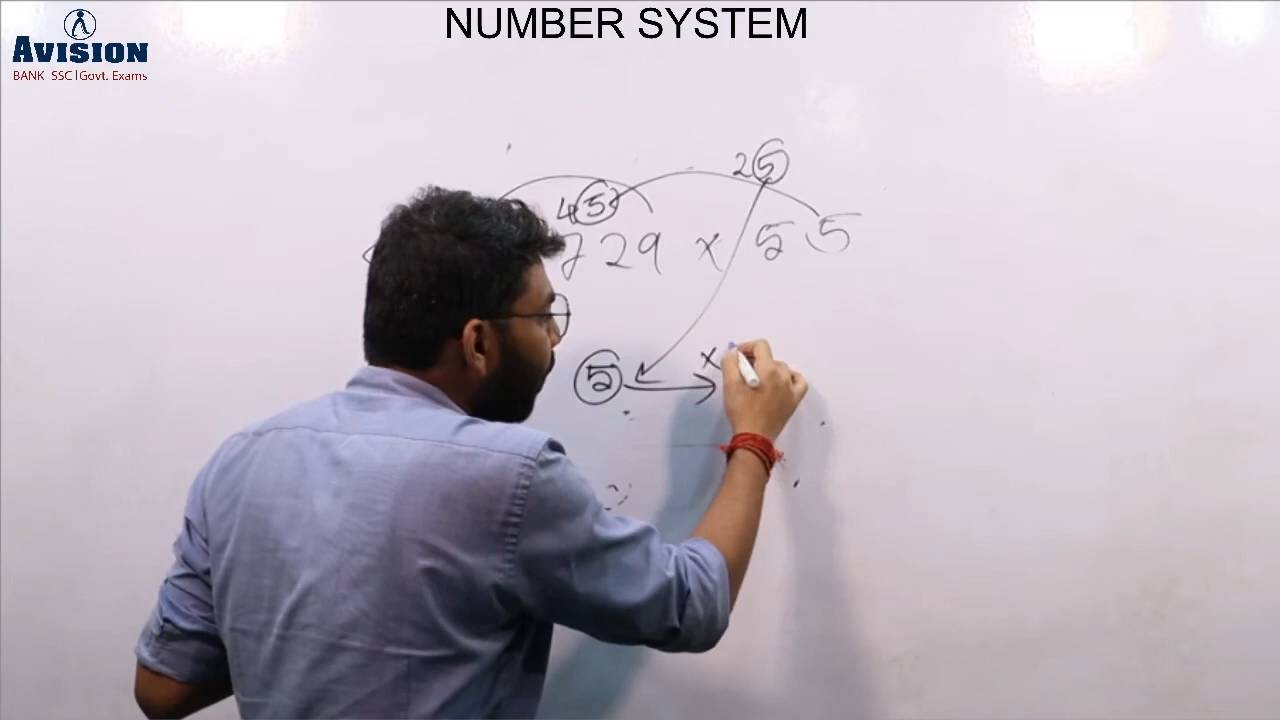 NUMBER SYSTEM
AVISION
BANK SSC|Govt. Exams
25
45
729 x 55
5
x